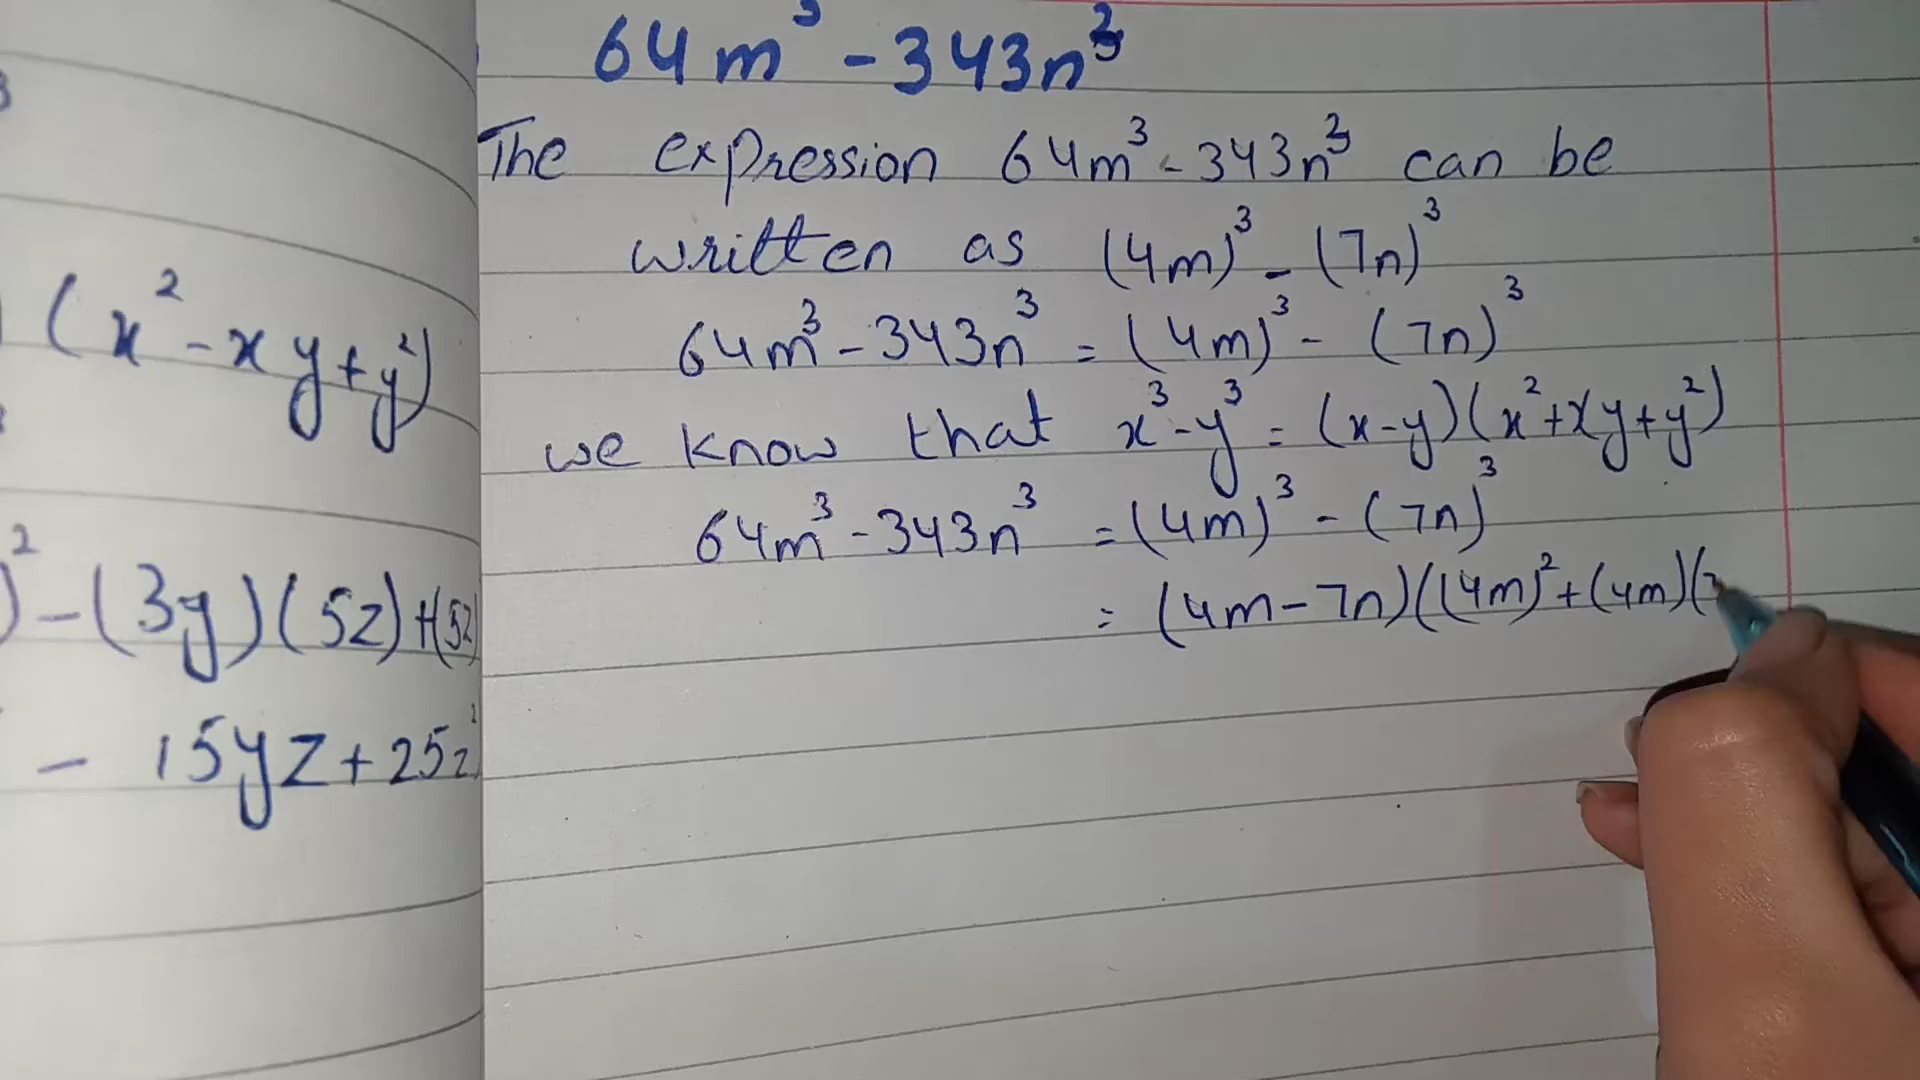 (x² - xy + y²)
)² - (3y)(5z) + (5z)
- 15yz + 25z²
64m³ - 343n³
The expression 64m³ - 343n³ can be
written as (4m)³ - (7n)³
64m³ - 343n³ = (4m)³ - (7n)³
we know that x³ - y³ = (x - y)(x² + xy + y²)
64m³ - 343n³ = (4m)³ - (7n)³
= (4m - 7n)((4m)² + (4m)(